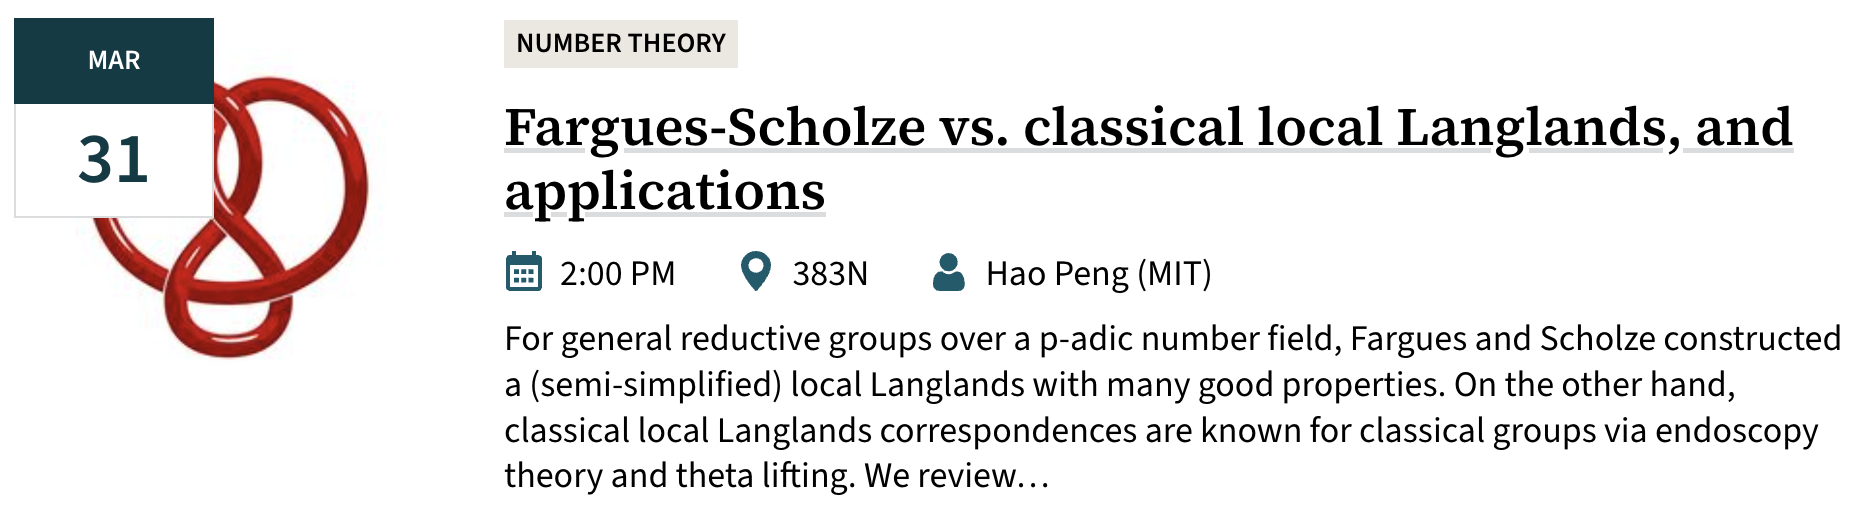 MAR
31
NUMBER THEORY
Fargues-Scholze vs. classical local Langlands, and
applications
2:00 PM 383N Hao Peng (MIT)
For general reductive groups over a p-adic number field, Fargues and Scholze constructed
a (semi-simplified) local Langlands with many good properties. On the other hand,
classical local Langlands correspondences are known for classical groups via endoscopy
theory and theta lifting. We review…